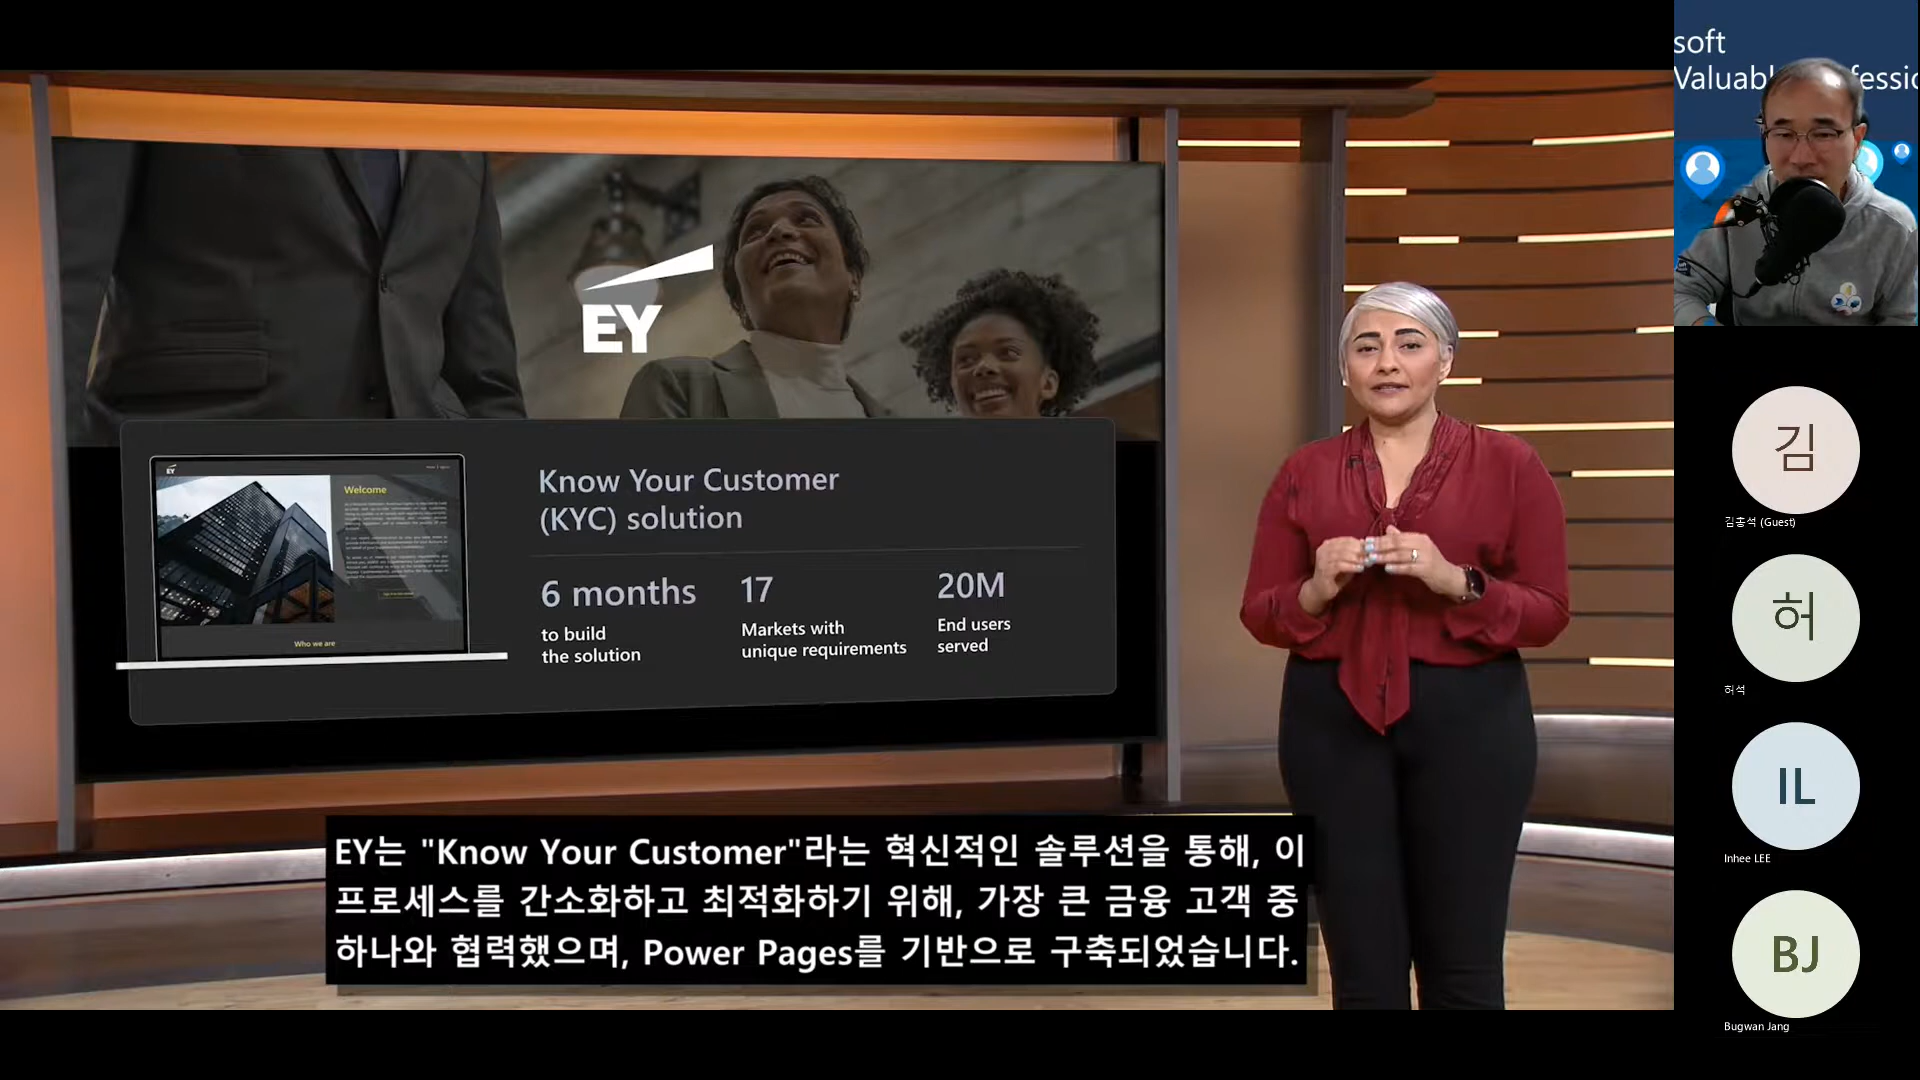 EY
Know Your Customer
(KYC) solution
6 months
to build
the solution
17
Markets with
unique requirements
20M
End users
served
EY
Welcome
Who we are
EY는 "Know Your Customer"라는 혁신적인 솔루션을 통해, 이
프로세스를 간소화하고 최적화하기 위해, 가장 큰 금융 고객 중
하나와 협력했으며, Power Pages를 기반으로 구축되었습니다.
soft
Valuabl fessio
김
김홍석 (Guest)
허
허석
IL
Inhee LEE
BJ
Bugwan Jang